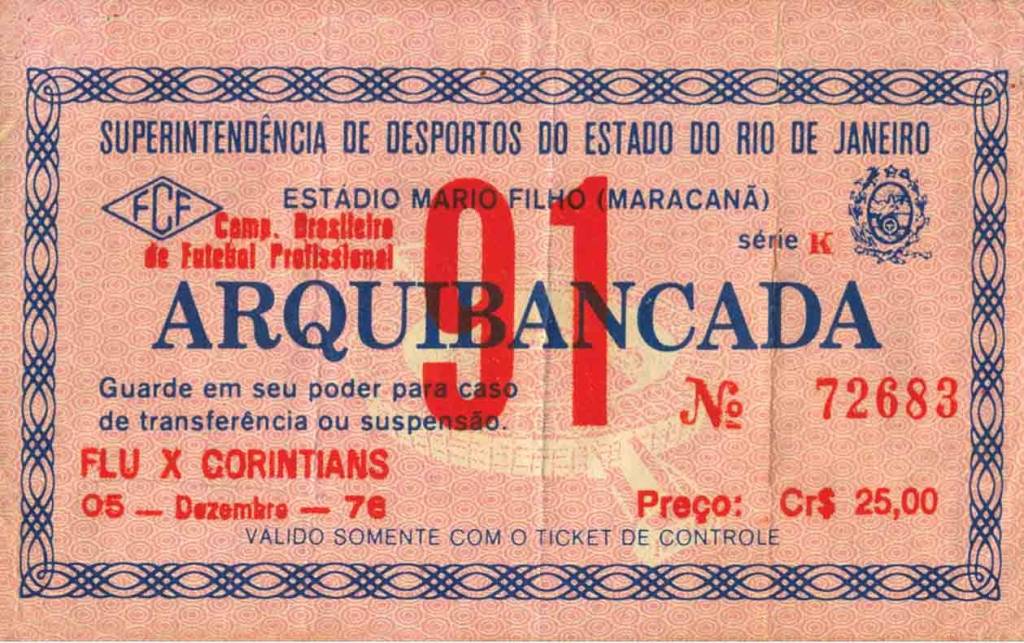 SUPERINTENDÊNCIA DE DESPORTOS DO ESTADO DO RIO DE JANEIRO
FCF
ESTÁDIO MARIO FILHO (MARACANÃ)
Camp. Brasileiro
de Futebol Profissional
série K
91
ARQUIBANCADA
Guarde em seu poder para caso
de transferência ou suspensão.
Nº 72683
FLU X CORINTIANS
05 — Dezembro — 76
Preço: Cr$ 25,00
VALIDO SOMENTE COM O TICKET DE CONTROLE